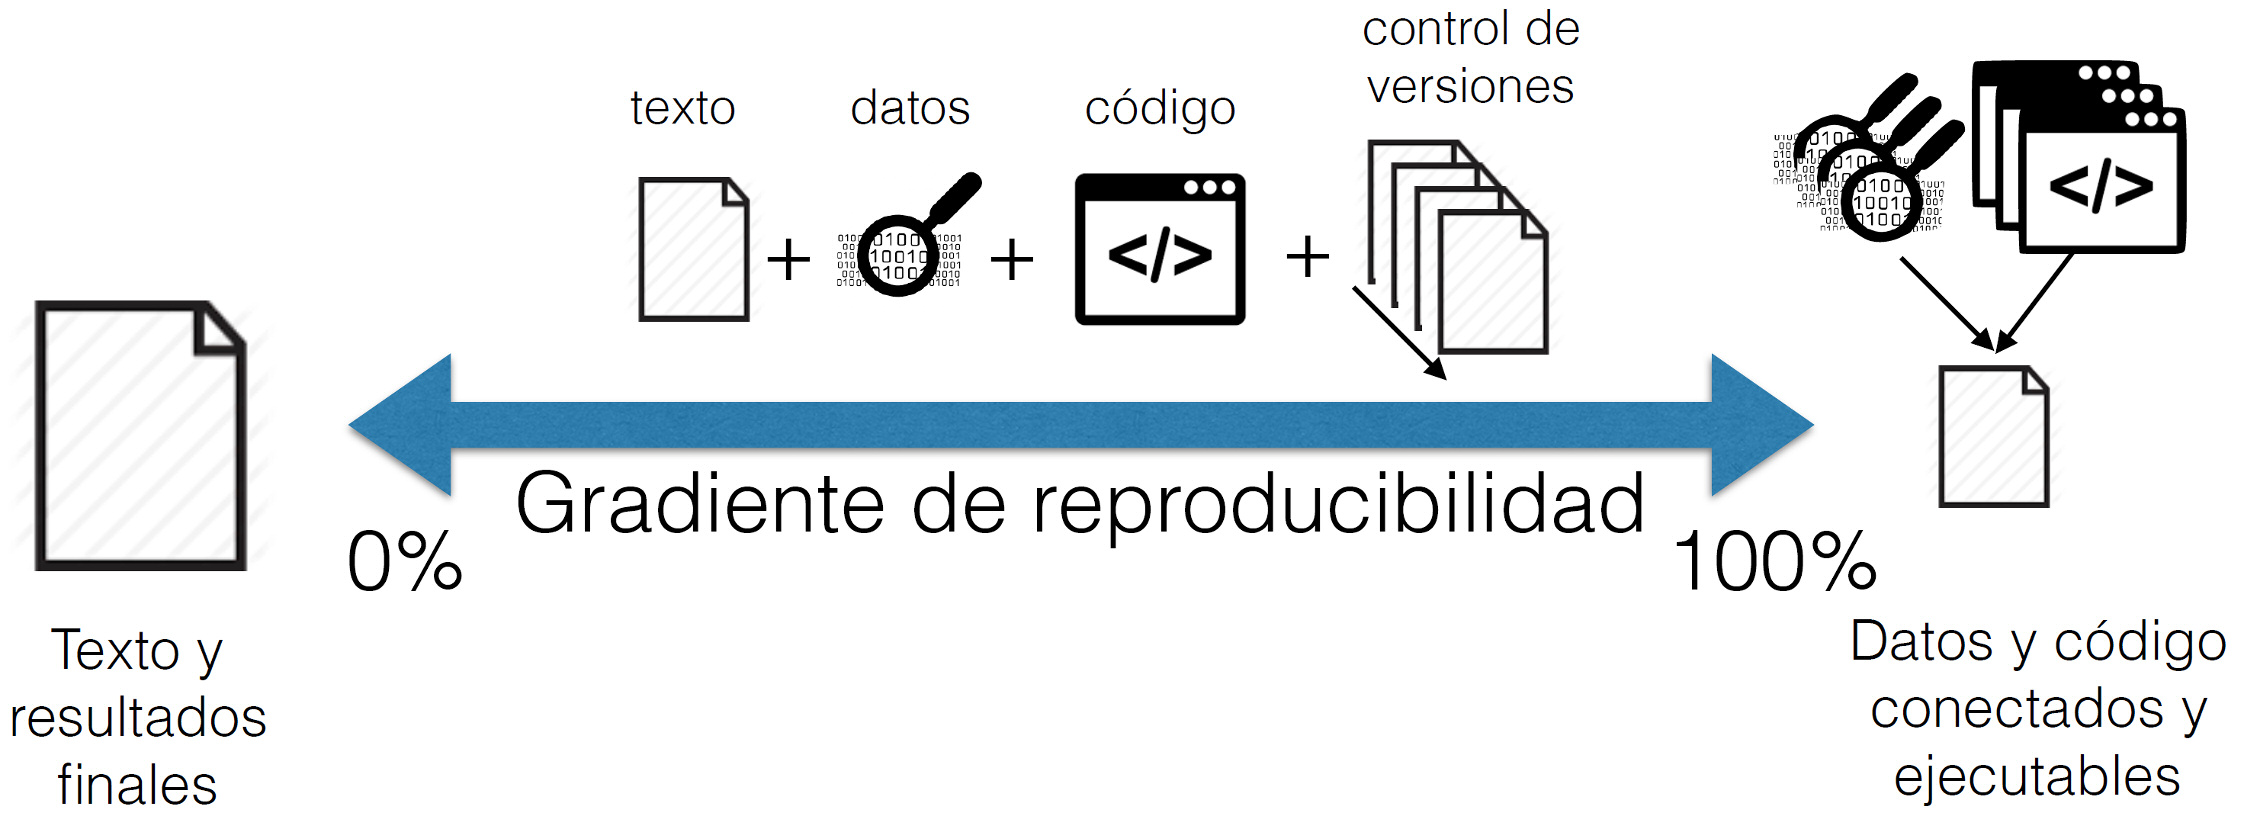 control de
versiones
texto
datos
código
+
+
+
</>
</>
Gradiente de reproducibilidad
0%
100%
Texto y
resultados
finales
Datos y código
conectados y
ejecutables